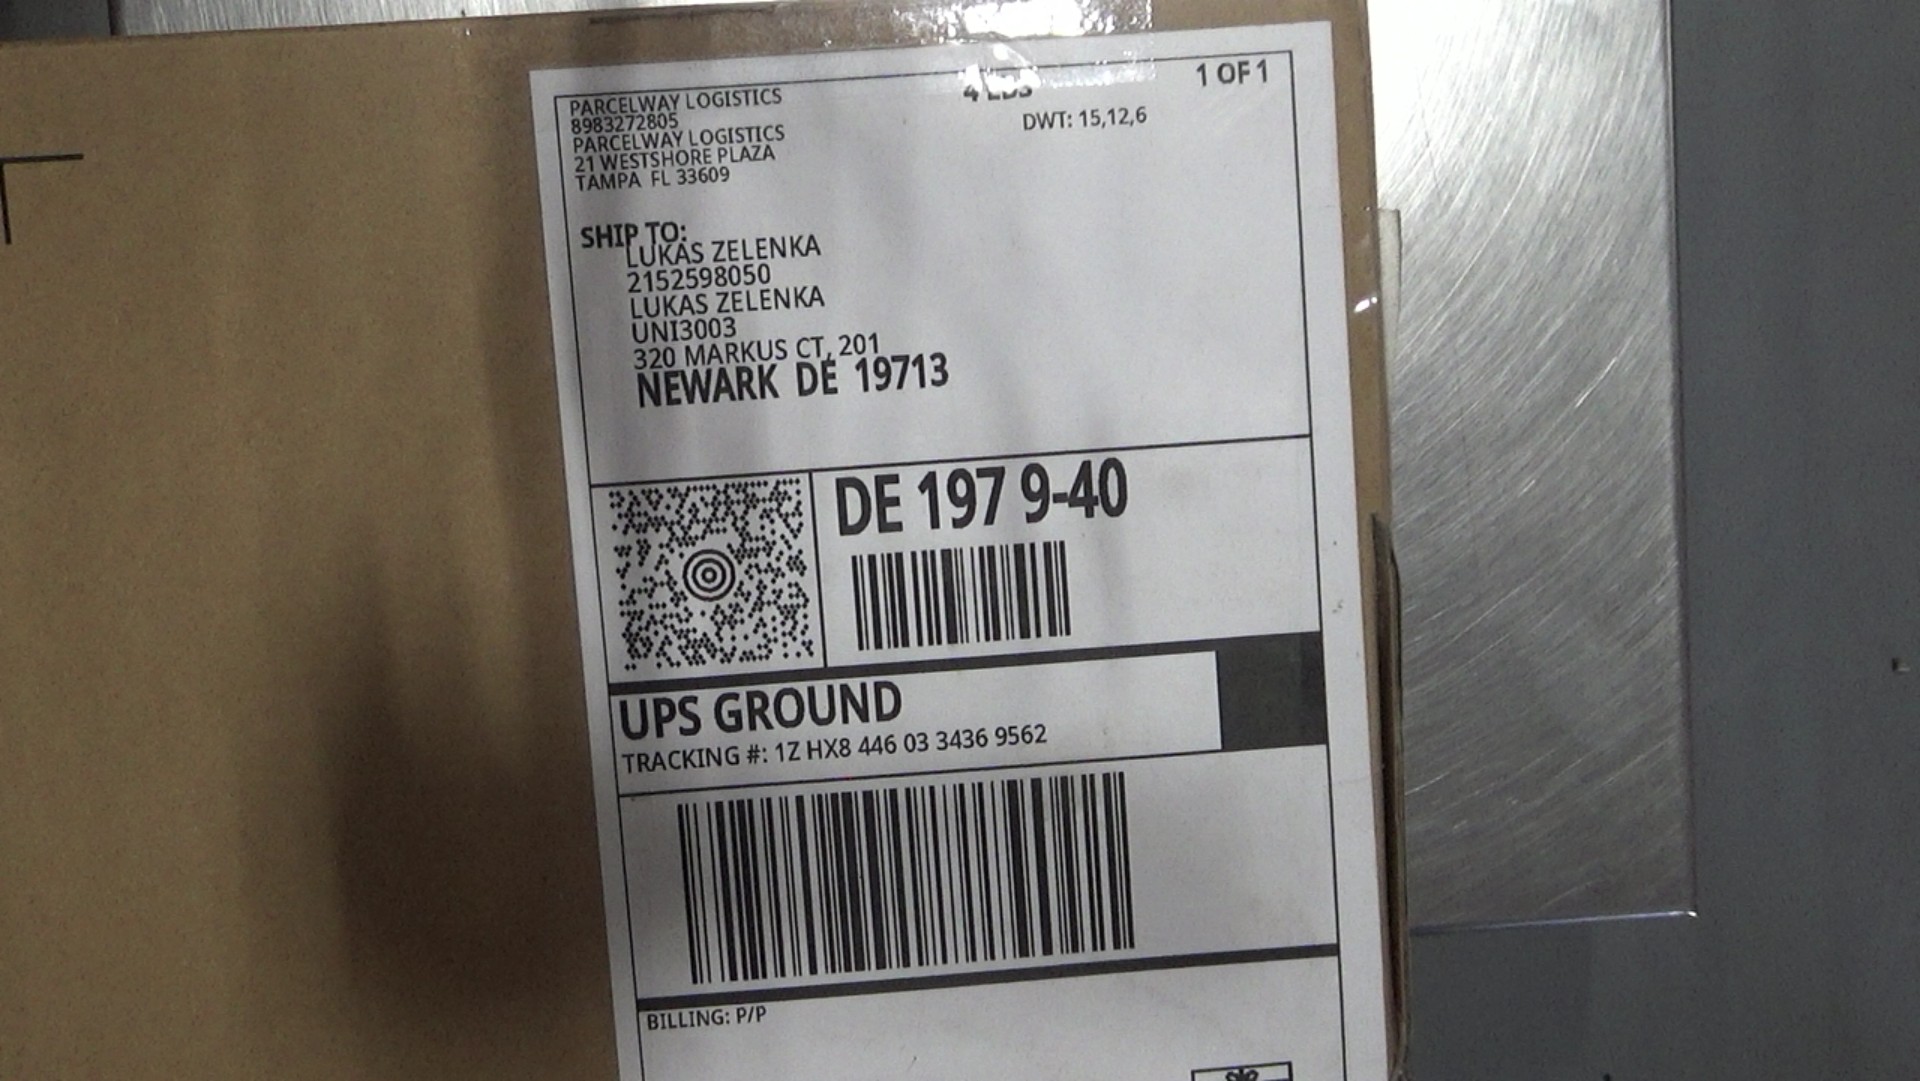 PARCELWAY LOGISTICS
8983272805
PARCELWAY LOGISTICS
21 WESTSHORE PLAZA
TAMPA FL 33609
4 LBS
1 OF 1
DWT: 15,12,6
SHIP TO:
LUKAS ZELENKA
2152598050
LUKAS ZELENKA
UNI3003
320 MARKUS CT, 201
NEWARK DE 19713
DE 197 9-40
UPS GROUND
TRACKING #: 1Z HX8 446 03 3436 9562
BILLING: P/P